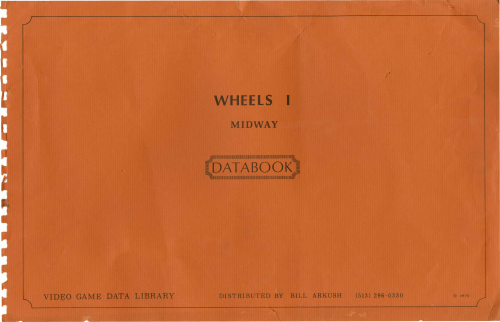 WHEELS I
MIDWAY
DATABOOK
VIDEO GAME DATA LIBRARY DISTRIBUTED BY BILL ARKUSH